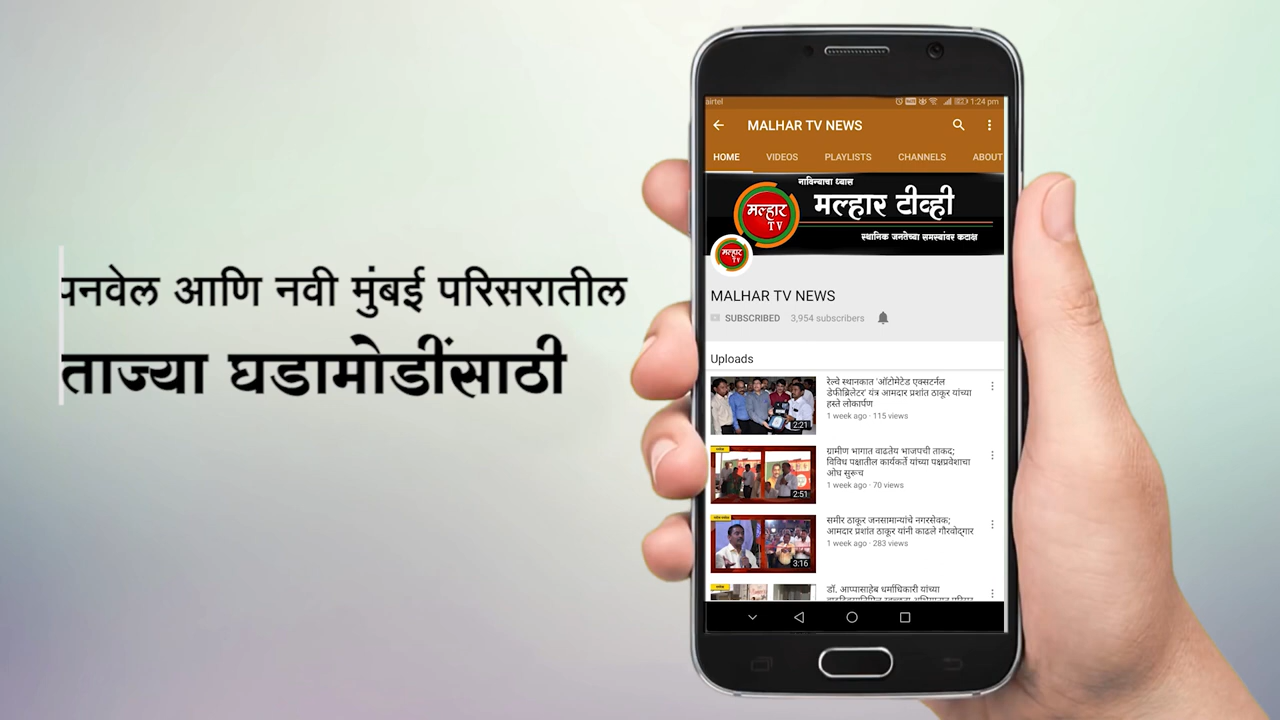 पनवेल आणि नवी मुंबई परिसरातील
ताज्या घडामोडींसाठी
airtel
1:24 pm
MALHAR TV NEWS
HOME VIDEOS PLAYLISTS CHANNELS ABOUT
नाविन्याचा ध्यास
मल्हार टीव्ही
मल्हार
TV
स्थानिक जनतेच्या समस्यांवर कटाक्ष
मल्हार
TV
MALHAR TV NEWS
SUBSCRIBED 3,954 subscribers
Uploads
रेल्वे स्थानकात 'ऑटोमेटेड एक्सटर्नल
डेफीब्रिलेटर' यंत्र आमदार प्रशांत ठाकूर यांच्या
हस्ते लोकार्पण
1 week ago · 115 views
2:21
ग्रामीण भागात वाढतेय भाजपची ताकद;
विविध पक्षातील कार्यकर्ते यांच्या पक्षप्रवेशाचा
ओघ सुरूच
1 week ago · 70 views
2:51
समीर ठाकूर जनसामान्यांचे नगरसेवक;
आमदार प्रशांत ठाकूर यांनी काढले गौरवोद्गार
1 week ago · 283 views
3:16
डॉ. आप्पासाहेब धर्माधिकारी यांच्या